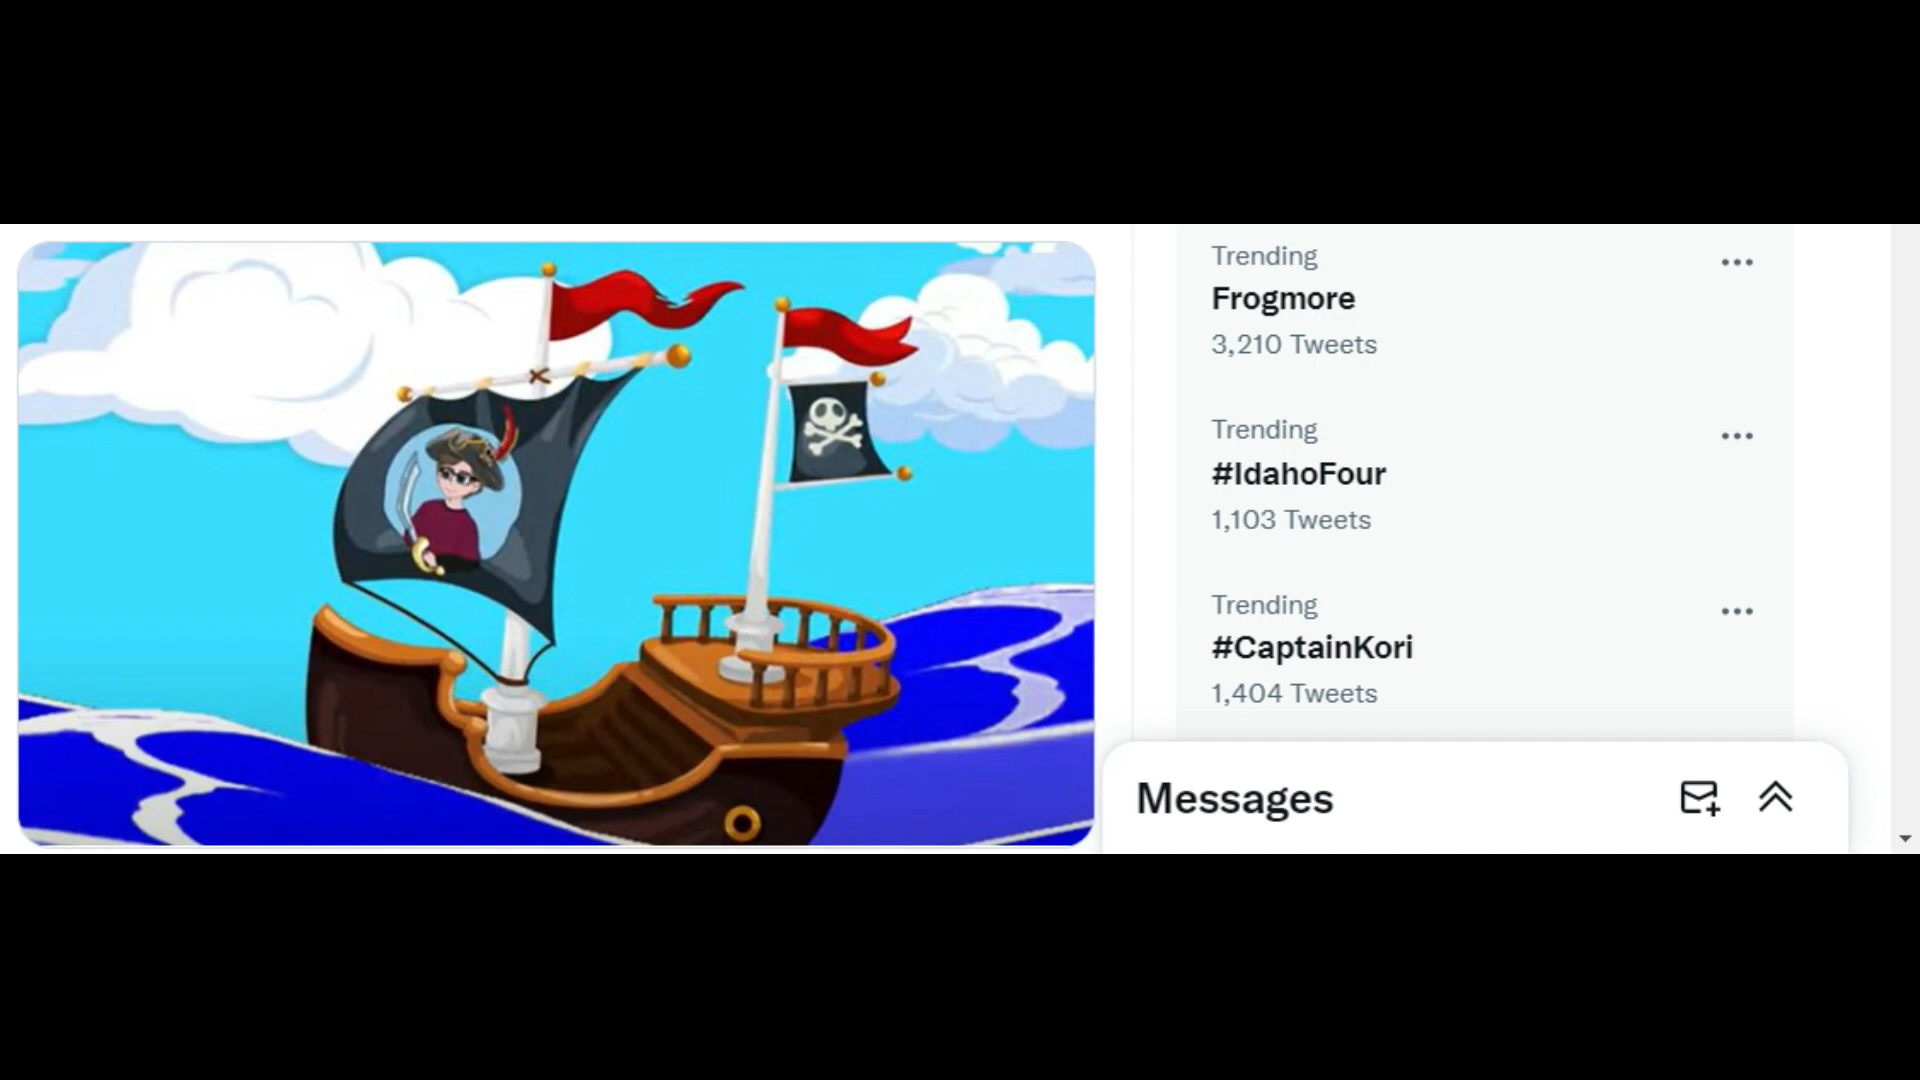 Trending
Frogmore
3,210 Tweets
Trending
#IdahoFour
1,103 Tweets
Trending
#CaptainKori
1,404 Tweets
Messages